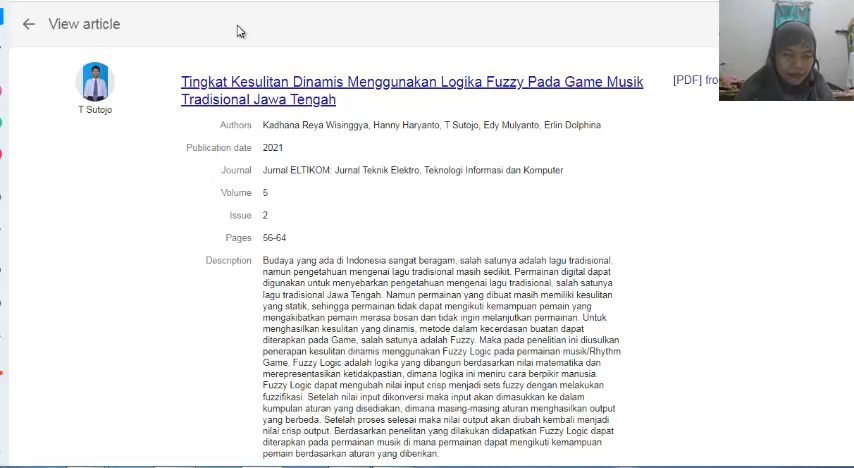 View article
Tingkat Kesulitan Dinamis Menggunakan Logika Fuzzy Pada Game Musik
Tradisional Jawa Tengah
[PDF] fro
T Sutojo
Authors Kadhana Reya Wisinggya, Hanny Haryanto, T Sutojo, Edy Mulyanto, Erlin Dolphina
Publication date 2021
Journal Jurnal ELTIKOM: Jurnal Teknik Elektro, Teknologi Informasi dan Komputer
Volume 5
Issue 2
Pages 56-64
Description Budaya yang ada di Indonesia sangat beragam, salah satunya adalah lagu tradisional,
namun pengetahuan mengenai lagu tradisional masih sedikit. Permainan digital dapat
digunakan untuk menyebarkan pengetahuan mengenai lagu tradisional, salah satunya
lagu tradisional Jawa Tengah. Namun permainan yang dibuat masih memiliki kesulitan
yang statik, sehingga permainan tidak dapat mengikuti kemampuan pemain yang
mengakibatkan pemain merasa bosan dan tidak ingin melanjutkan permainan. Untuk
menghasilkan kesulitan yang dinamis, metode dalam kecerdasan buatan dapat
diterapkan pada Game, salah satunya adalah Fuzzy. Maka pada penelitian ini diusulkan
penerapan kesulitan dinamis menggunakan Fuzzy Logic pada permainan musik/Rhythm
Game. Fuzzy Logic adalah logika yang dibangun berdasarkan nilai matematika dan
merepresentasikan ketidakpastian, dimana logika ini meniru cara berpikir manusia.
Fuzzy Logic dapat mengubah nilai input crisp menjadi sets fuzzy dengan melakukan
fuzzifikasi. Setelah nilai input dikonversi maka input akan dimasukkan ke dalam
kumpulan aturan yang disediakan, dimana masing-masing aturan menghasilkan output
yang berbeda. Setelah proses selesai maka nilai output akan diubah kembali menjadi
nilai crisp output. Berdasarkan penelitan yang dilakukan didapatkan Fuzzy Logic dapat
diterapkan pada permainan musik di mana permainan dapat mengikuti kemampuan
pemain berdasarkan aturan yang diberikan.